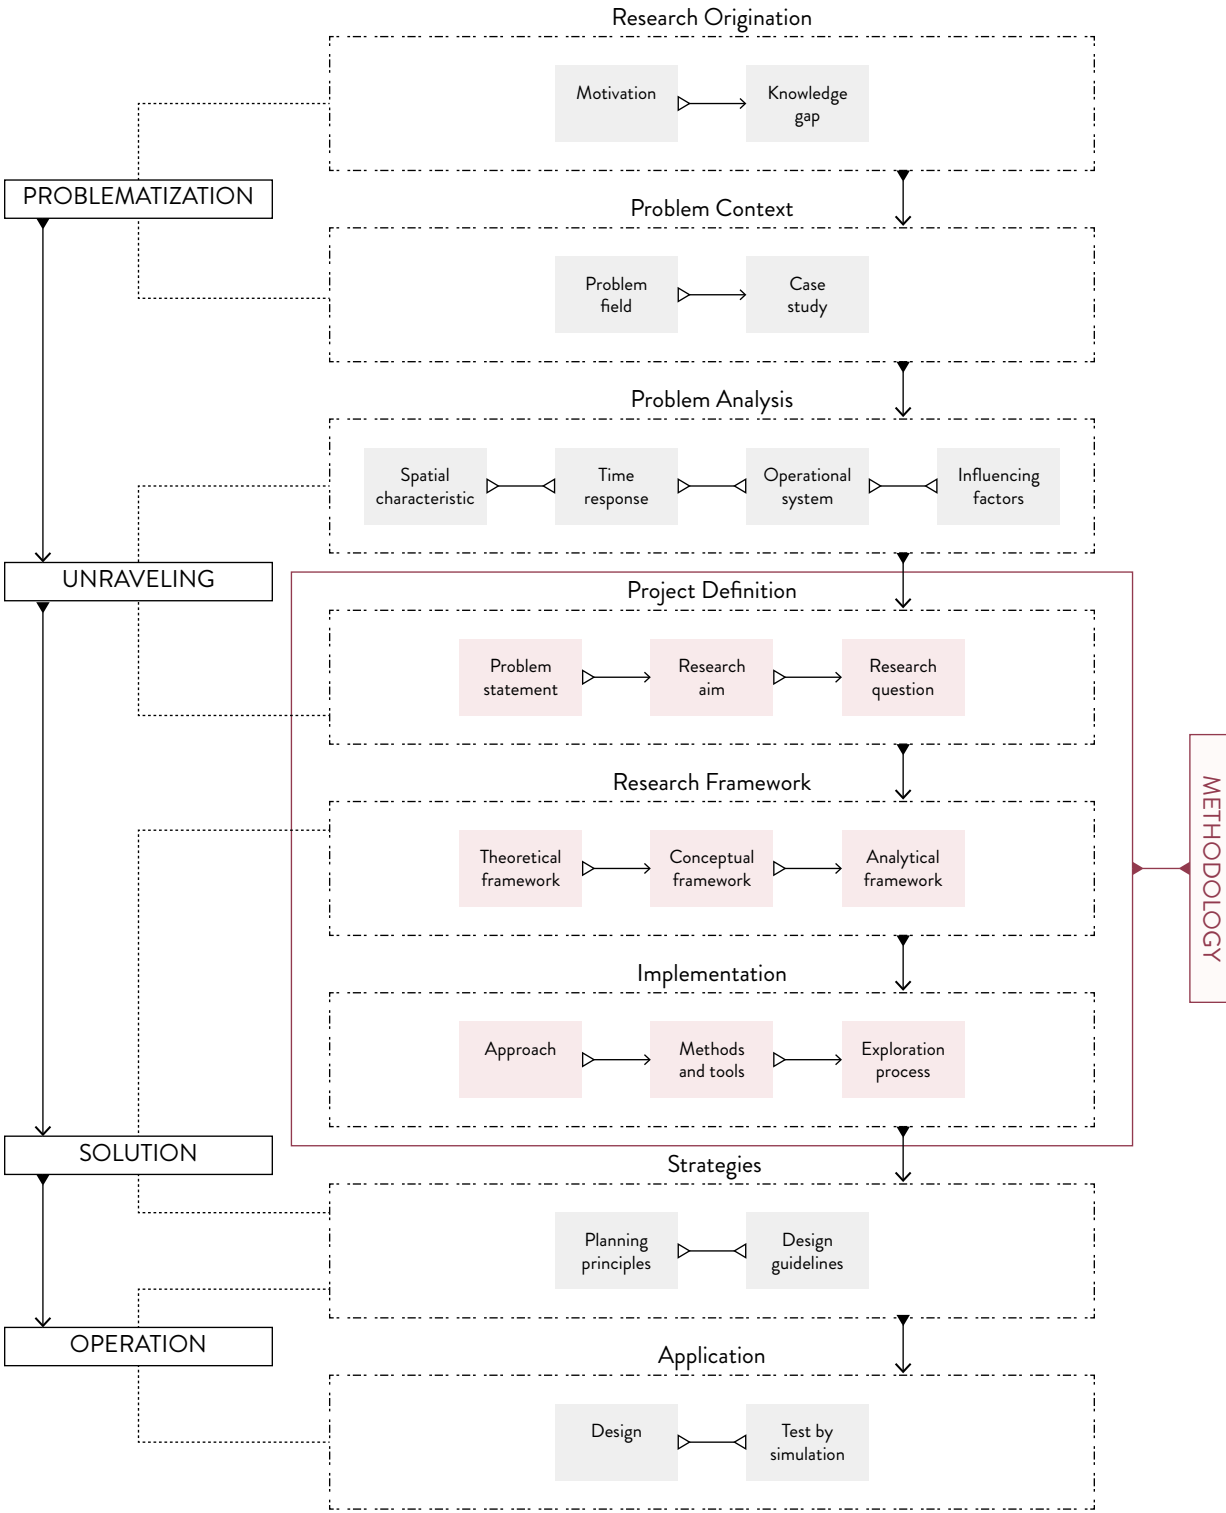 Research Origination
Motivation
Knowledge
gap
PROBLEMATIZATION
Problem Context
Problem
field
Case
study
Problem Analysis
Spatial
characteristic
Time
response
Operational
system
Influencing
factors
UNRAVELING
Project Definition
Problem
statement
Research
aim
Research
question
Research Framework
Theoretical
framework
Conceptual
framework
Analytical
framework
METHODOLOGY
Implementation
Approach
Methods
and tools
Exploration
process
SOLUTION
Strategies
Planning
principles
Design
guidelines
OPERATION
Application
Design
Test by
simulation